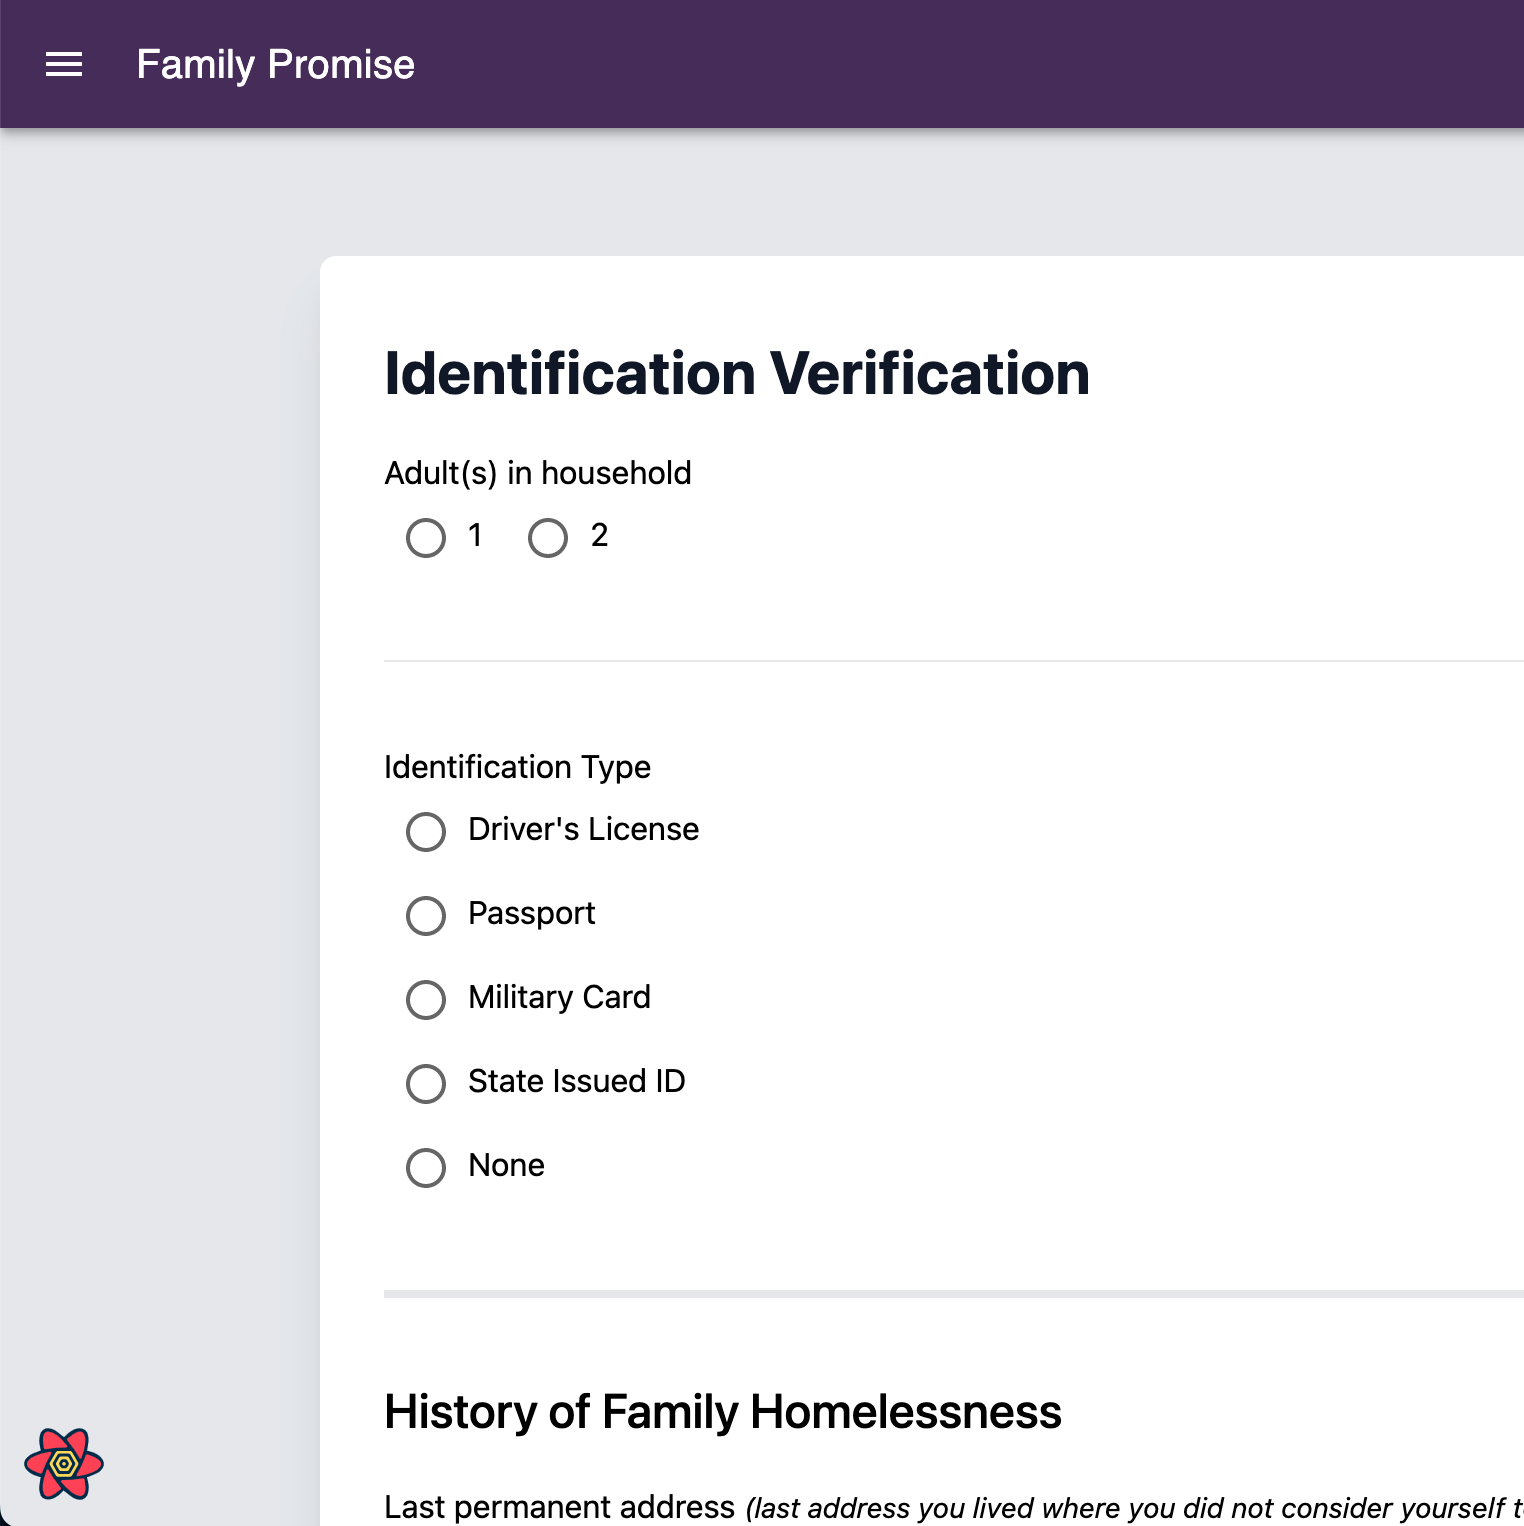 Family Promise
Identification Verification
Adult(s) in household
1 2
Identification Type
Driver's License
Passport
Military Card
State Issued ID
None
History of Family Homelessness
Last permanent address (last address you lived where you did not consider yourself